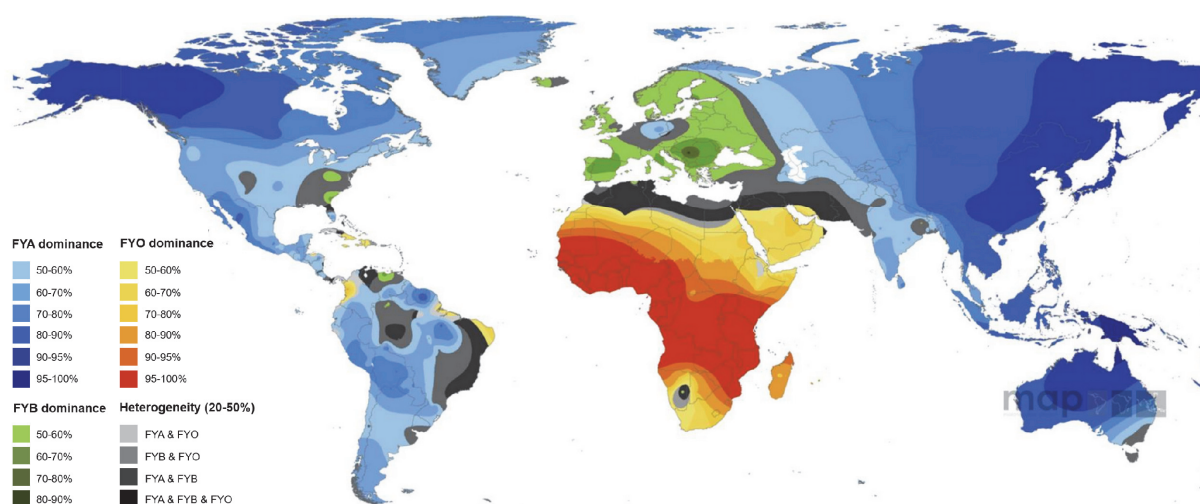 FYA dominance
50-60%
60-70%
70-80%
80-90%
90-95%
95-100%
FYO dominance
50-60%
60-70%
70-80%
80-90%
90-95%
95-100%
FYB dominance
50-60%
60-70%
70-80%
80-90%
Heterogeneity (20-50%)
FYA & FYO
FYB & FYO
FYA & FYB
FYA & FYB & FYO
map